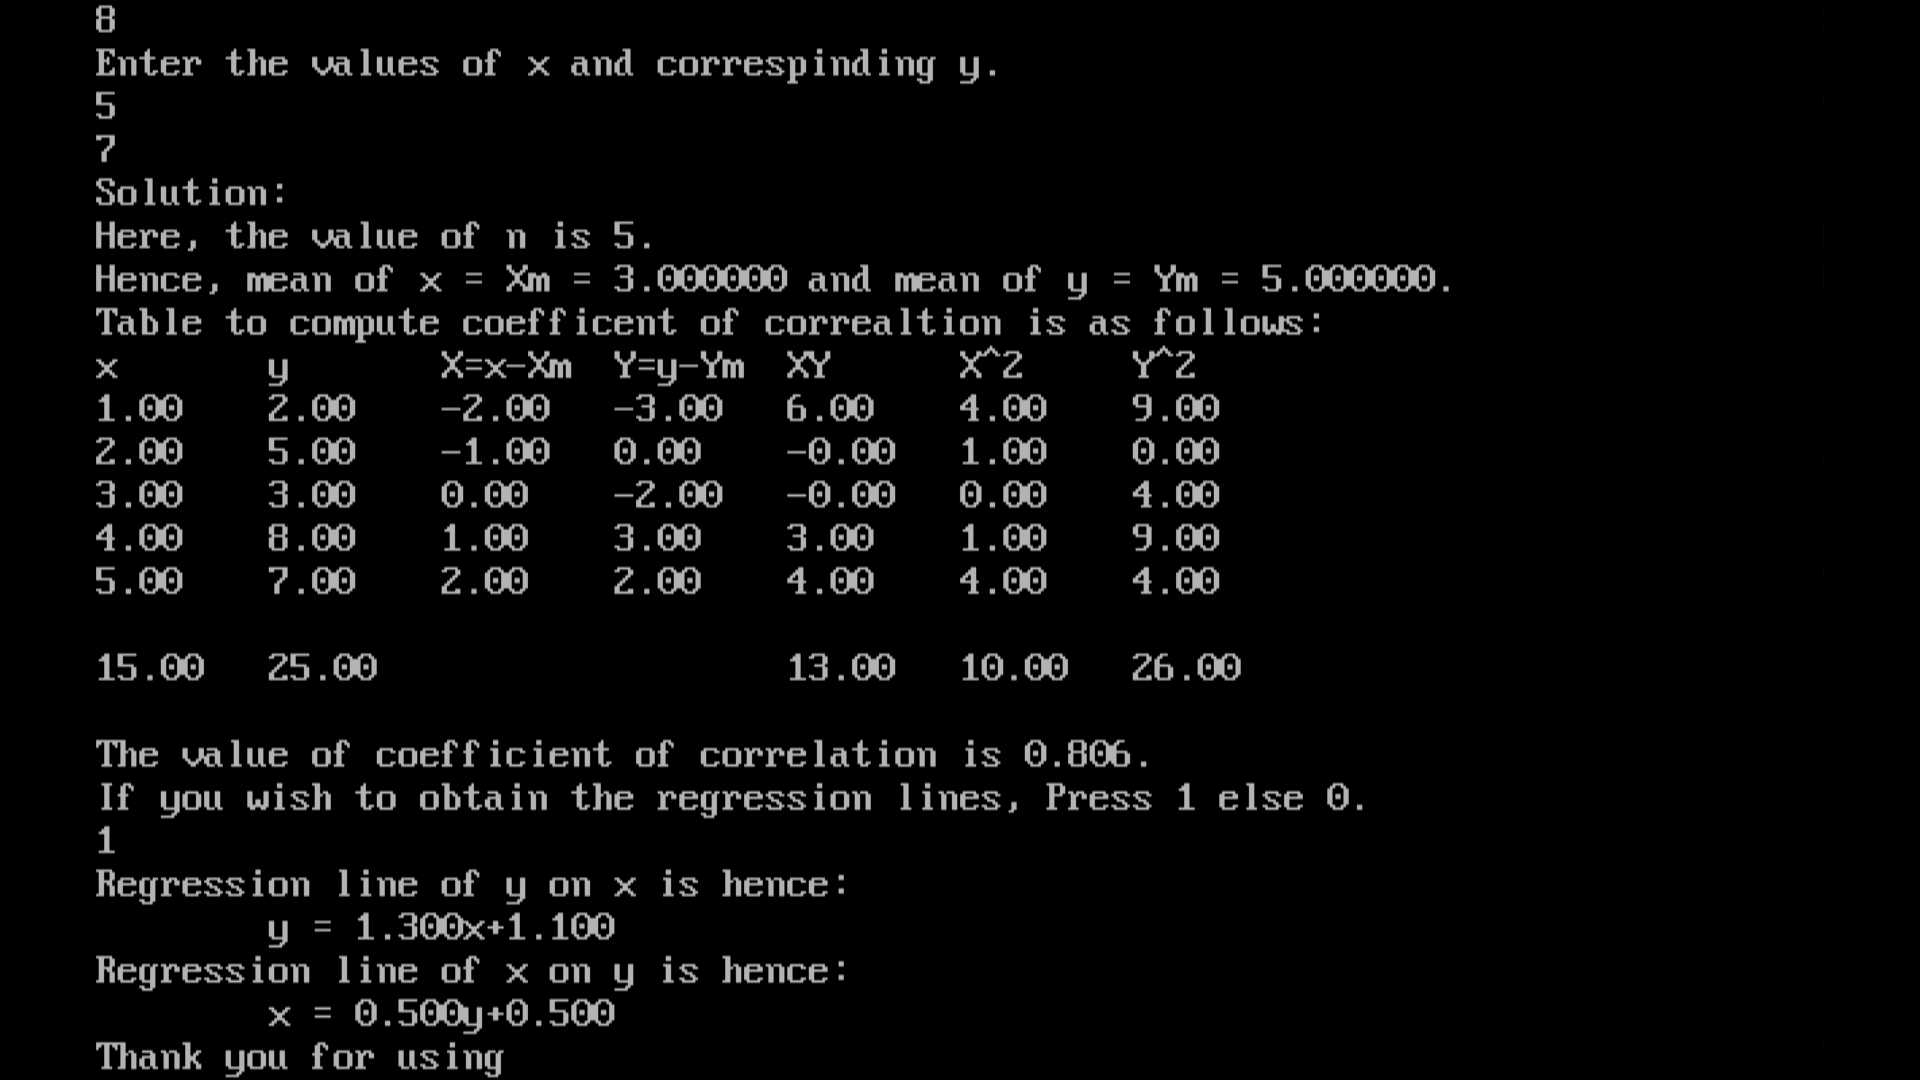 8
Enter the values of x and correspinding y.
5
7
Solution:
Here, the value of n is 5.
Hence, mean of x = Xm = 3.000000 and mean of y = Ym = 5.000000.
Table to compute coefficent of correaltion is as follows:
x y X=x-Xm Y=y-Ym XY X^2 Y^2
1.00 2.00 -2.00 -3.00 6.00 4.00 9.00
2.00 5.00 -1.00 0.00 -0.00 1.00 0.00
3.00 3.00 0.00 -2.00 -0.00 0.00 4.00
4.00 8.00 1.00 3.00 3.00 1.00 9.00
5.00 7.00 2.00 2.00 4.00 4.00 4.00
15.00 25.00 13.00 10.00 26.00
The value of coefficient of correlation is 0.806.
If you wish to obtain the regression lines, Press 1 else 0.
1
Regression line of y on x is hence:
y = 1.300x+1.100
Regression line of x on y is hence:
x = 0.500y+0.500
Thank you for using